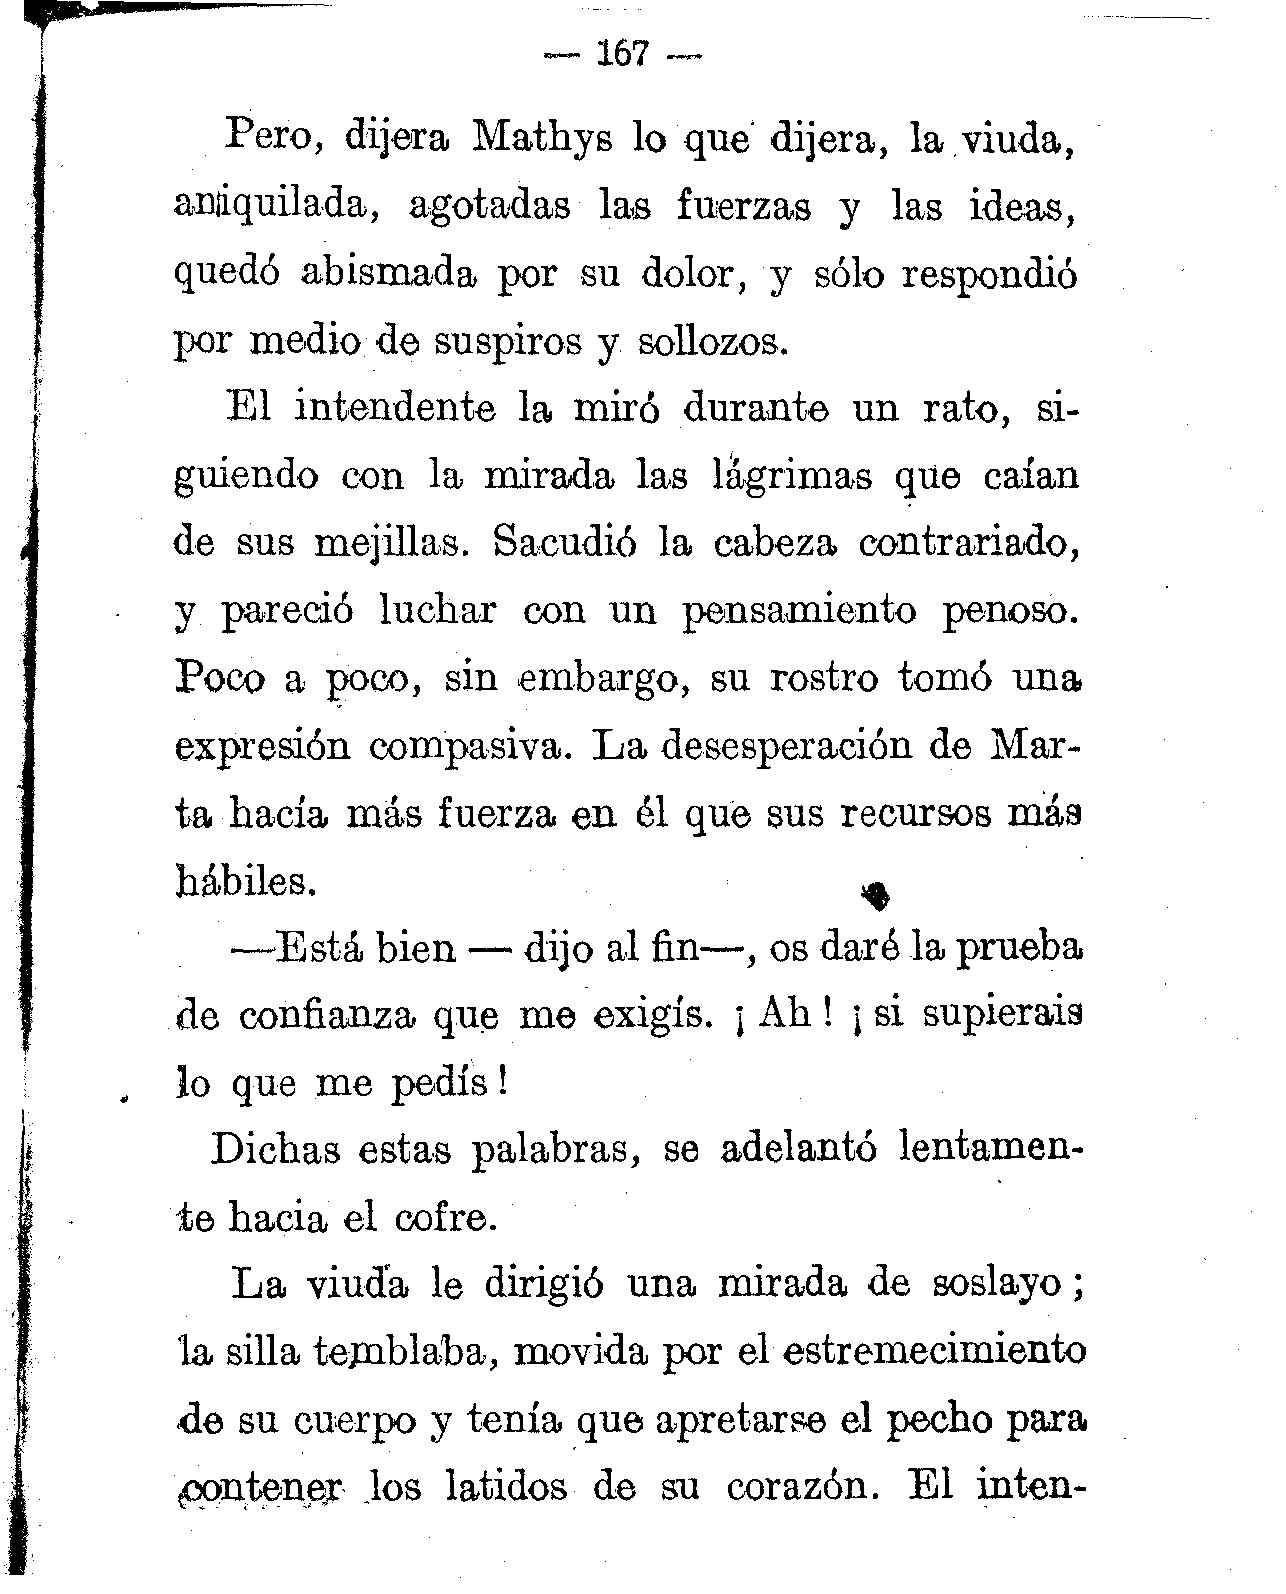 — 167 —
Pero, dijera Mathys lo que dijera, la viuda,
aniquilada, agotadas las fuerzas y las ideas,
quedó abismada por su dolor, y sólo respondió
por medio de suspiros y sollozos.
El intendente la miró durante un rato, si-
guiendo con la mirada las lágrimas que caían
de sus mejillas. Sacudió la cabeza contrariado,
y pareció luchar con un pensamiento penoso.
Poco a poco, sin embargo, su rostro tomó una
expresión compasiva. La desesperación de Mar-
ta hacía más fuerza en él que sus recursos más
hábiles.
—Está bien — dijo al fin—, os daré la prueba
de confianza que me exigís. ¡ Ah ! ¡ si supierais
lo que me pedís !
Dichas estas palabras, se adelantó lentamen-
te hacia el cofre.
La viuda le dirigió una mirada de soslayo ;
la silla temblaba, movida por el estremecimiento
de su cuerpo y tenía que apretarse el pecho para
contener los latidos de su corazón. El inten-